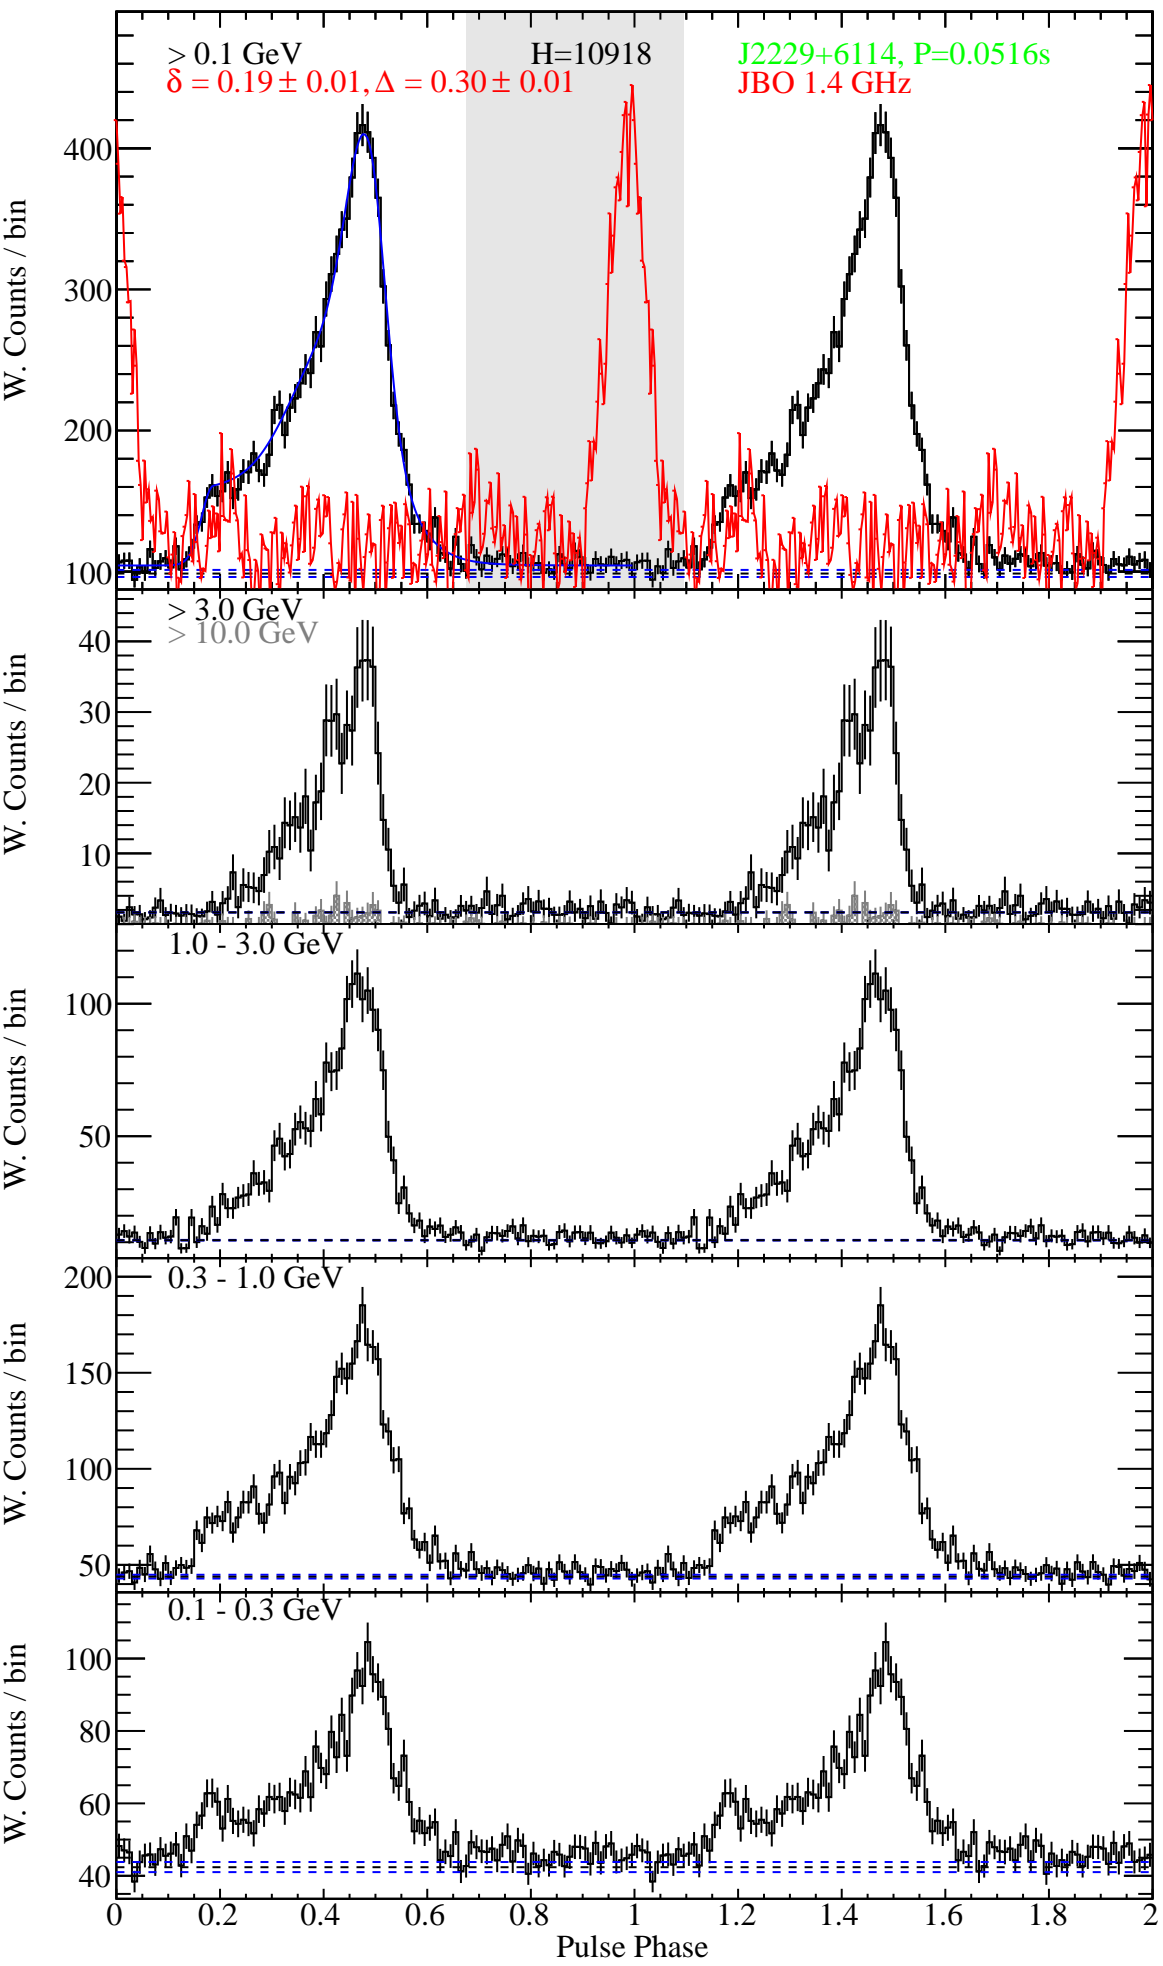 > 0.1 GeV H=10918 J2229+6114, P=0.0516s
δ = 0.19 ± 0.01, Δ = 0.30 ± 0.01 JBO 1.4 GHz
W. Counts / bin
400
300
200
100
> 3.0 GeV
> 10.0 GeV
W. Counts / bin
40
30
20
10
1.0 - 3.0 GeV
W. Counts / bin
100
50
0.3 - 1.0 GeV
W. Counts / bin
200
150
100
50
0.1 - 0.3 GeV
W. Counts / bin
100
80
60
40
0 0.2 0.4 0.6 0.8 1 1.2 1.4 1.6 1.8 2
Pulse Phase